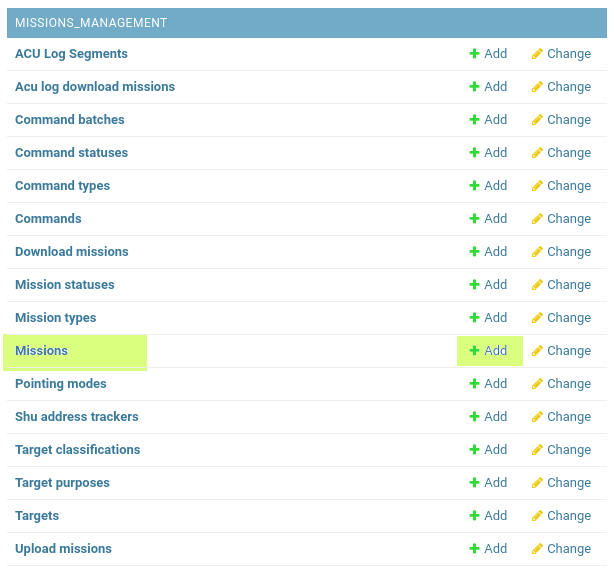 MISSIONS_MANAGEMENT
ACU Log Segments Add Change
Acu log download missions Add Change
Command batches Add Change
Command statuses Add Change
Command types Add Change
Commands Add Change
Download missions Add Change
Mission statuses Add Change
Mission types Add Change
Missions Add Change
Pointing modes Add Change
Shu address trackers Add Change
Target classifications Add Change
Target purposes Add Change
Targets Add Change
Upload missions Add Change